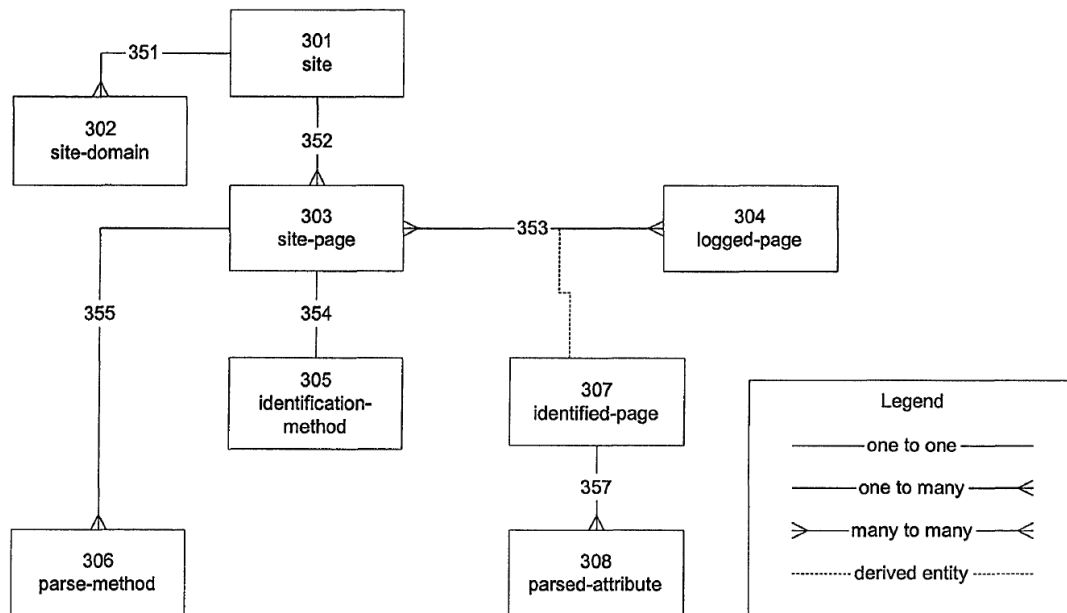 351
301
site
302
site-domain
352
303
site-page
353
304
logged-page
355
354
305
identification-
method
307
identified-page
357
306
parse-method
308
parsed-attribute
Legend
one to one
one to many
many to many
derived entity